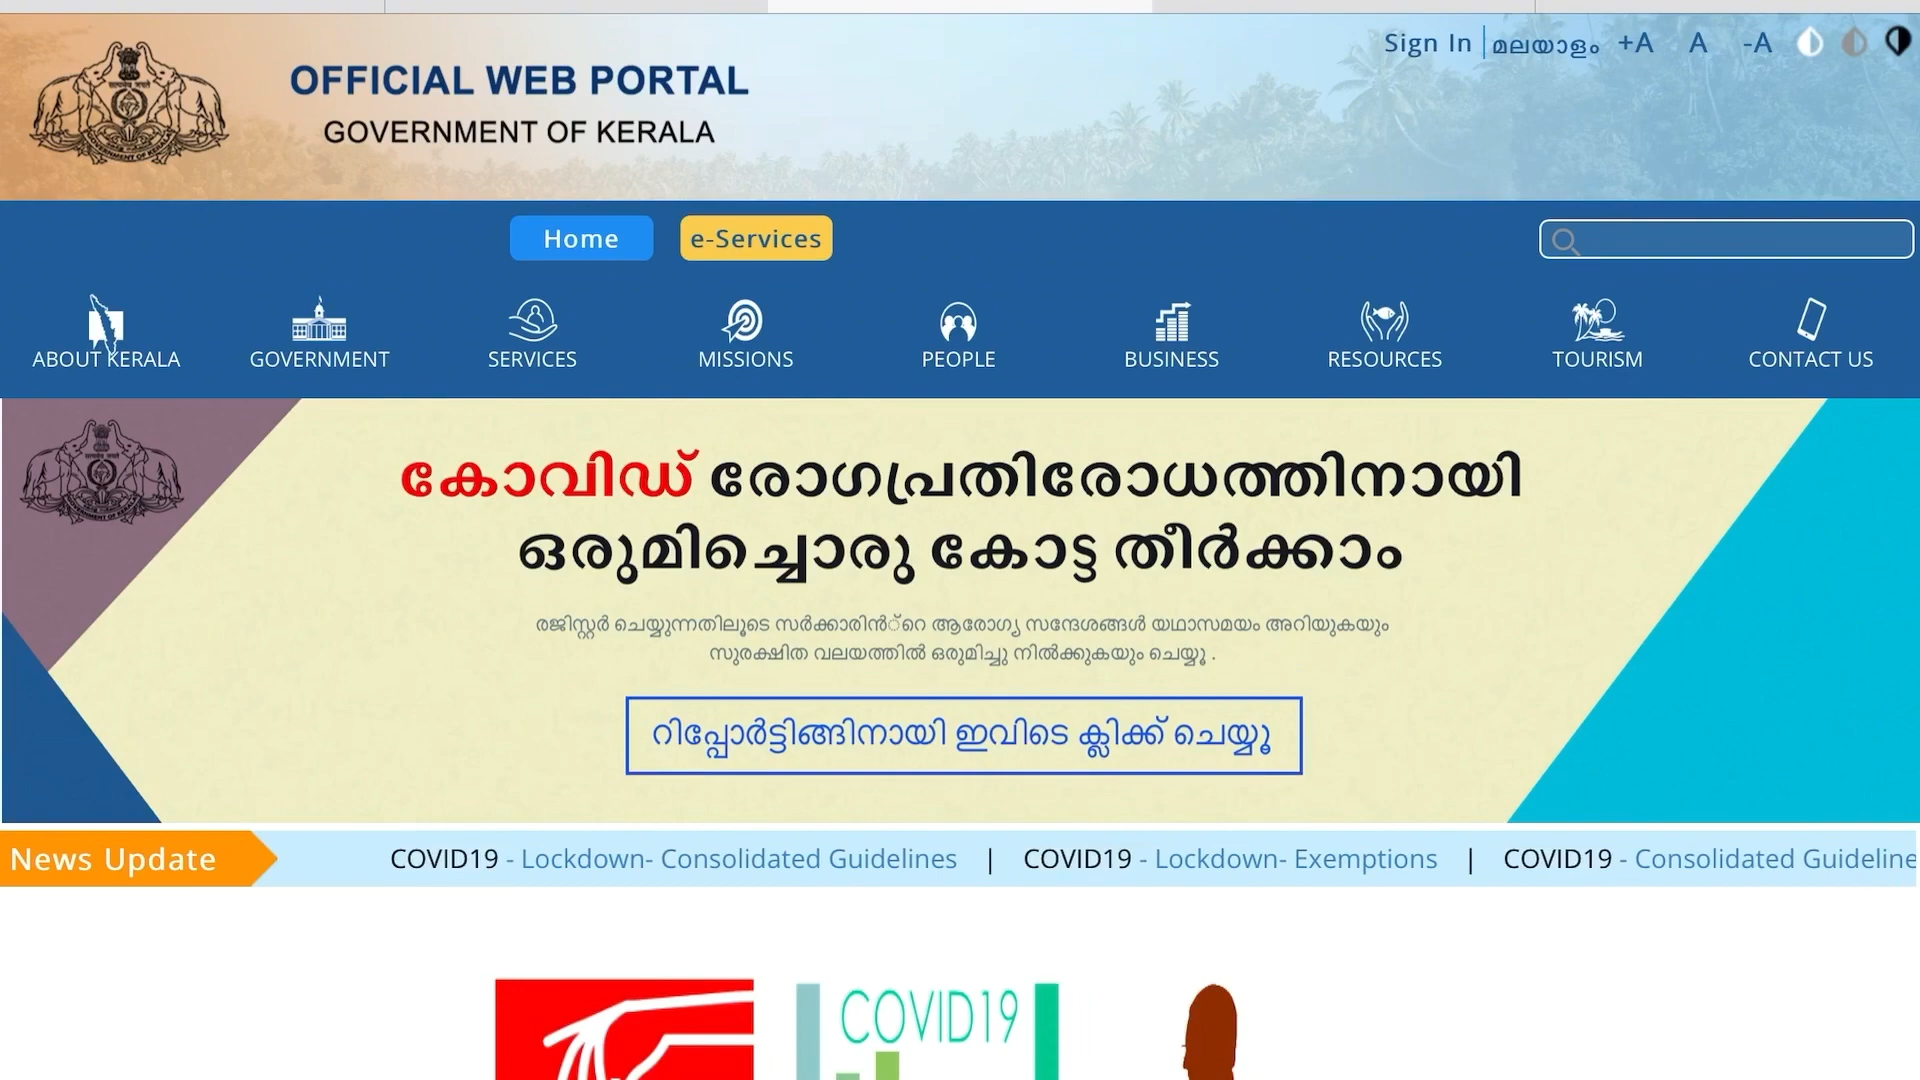 Sign In | മലയാളം +A A -A
OFFICIAL WEB PORTAL
GOVERNMENT OF KERALA
Home e-Services
ABOUT KERALA GOVERNMENT SERVICES MISSIONS PEOPLE BUSINESS RESOURCES TOURISM CONTACT US
കോവിഡ് രോഗപ്രതിരോധത്തിനായി
ഒരുമിച്ചൊരു കോട്ട തീർക്കാം
രജിസ്റ്റർ ചെയ്യുന്നതിലൂടെ സർക്കാരിൻ്റെ ആരോഗ്യ സന്ദേശങ്ങൾ യഥാസമയം അറിയുകയും
സുരക്ഷിത വലയത്തിൽ ഒരുമിച്ചു നിൽക്കുകയും ചെയ്യൂ .
റിപ്പോർട്ടിങ്ങിനായി ഇവിടെ ക്ലിക്ക് ചെയ്യൂ
News Update COVID19 - Lockdown- Consolidated Guidelines | COVID19 - Lockdown- Exemptions | COVID19 - Consolidated Guideline
COVID19